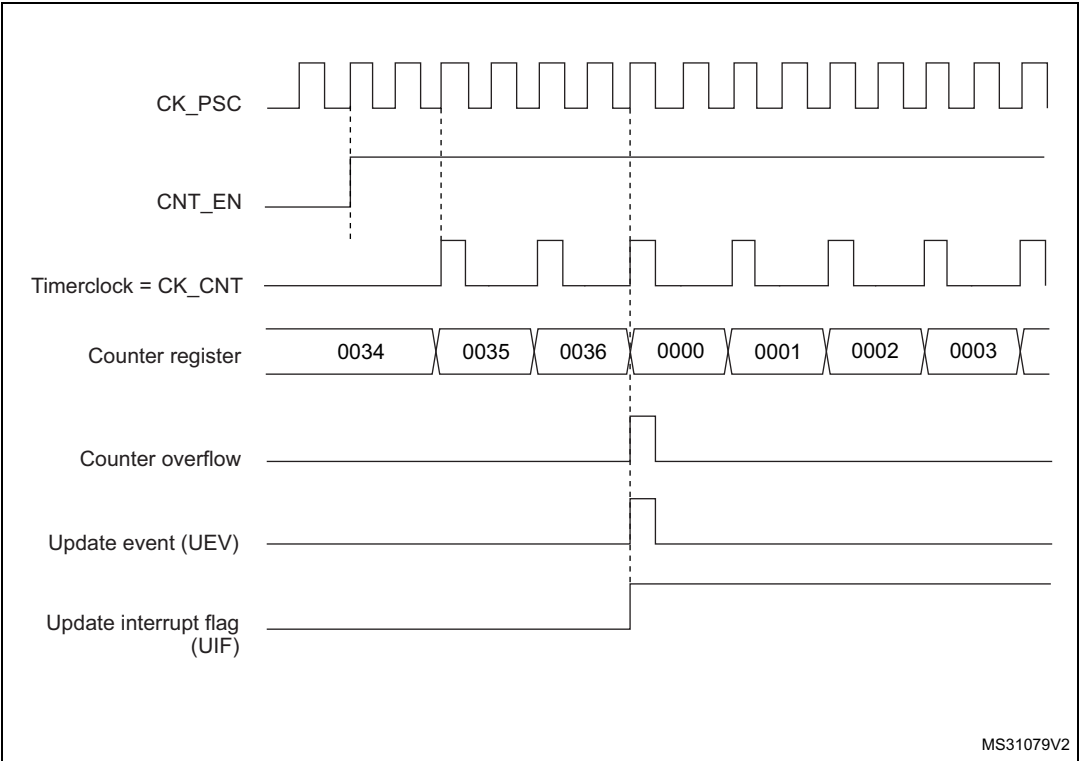 CK_PSC
CNT_EN
Timerclock = CK_CNT
Counter register 0034 0035 0036 0000 0001 0002 0003
Counter overflow
Update event (UEV)
Update interrupt flag
(UIF)
MS31079V2